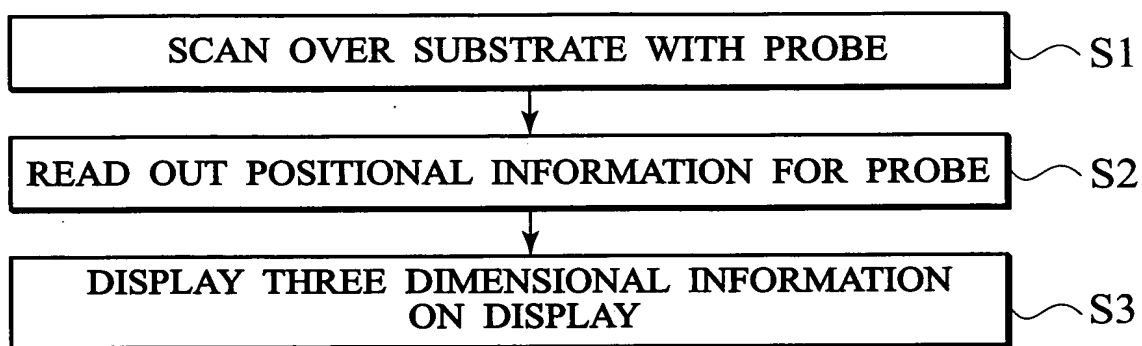 SCAN OVER SUBSTRATE WITH PROBE
S1
READ OUT POSITIONAL INFORMATION FOR PROBE
S2
DISPLAY THREE DIMENSIONAL INFORMATION
ON DISPLAY
S3